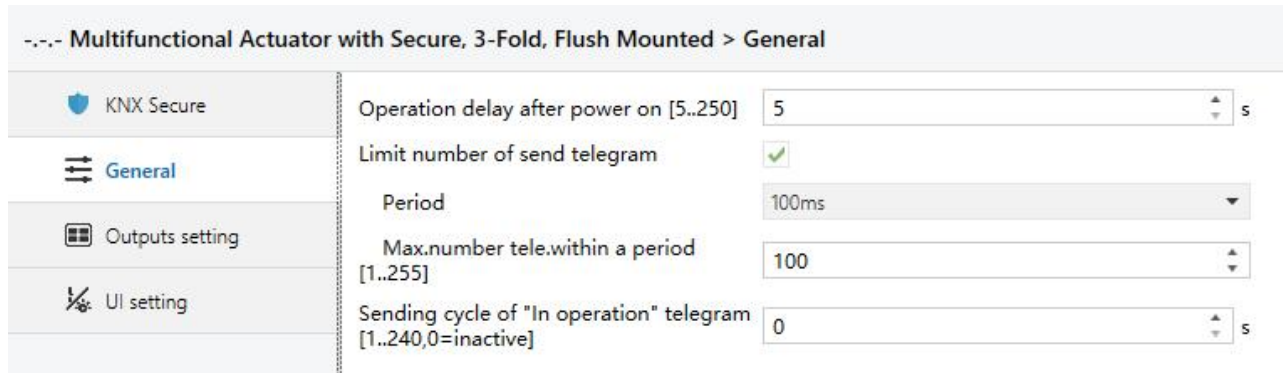 -.-.- Multifunctional Actuator with Secure, 3-Fold, Flush Mounted > General
KNX Secure
General
Outputs setting
UI setting
Operation delay after power on [5..250]
5
s
Limit number of send telegram
Period
100ms
Max.number tele.within a period
[1..255]
100
Sending cycle of "In operation" telegram
[1..240,0=inactive]
0
s